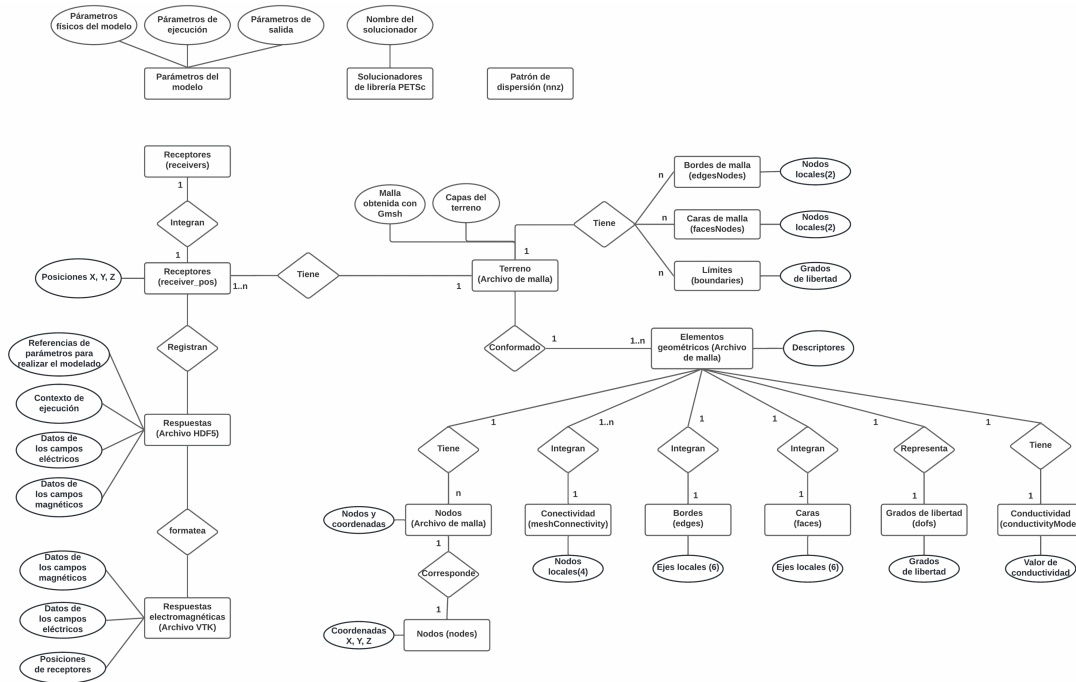 Párametros
físicos del modelo
Párametros de
ejecución
Parámetros de
salida
Nombre del
solucionador
Parámetros del
modelo
Solucionadores
de librería PETSc
Patrón de
dispersión (nnz)
Receptores
(receivers)
1
Integran
1
Receptores
(receiver_pos)
Posiciones X, Y, Z
1..n
Tiene
1
Malla
obtenida con
Gmsh
Capas del
terreno
1
Terreno
(Archivo de malla)
Tiene
n
n
n
Bordes de malla
(edgesNodes)
Nodos
locales(2)
Caras de malla
(facesNodes)
Nodos
locales(2)
Límites
(boundaries)
Grados
de libertad
Conformado
1
1..n
Elementos
geométricos (Archivo
de malla)
Descriptores
Registran
Referencias de
parámetros para
realizar el modelado
Contexto de
ejecución
Datos de
los campos
eléctricos
Datos de
los campos
magnéticos
Respuestas
(Archivo HDF5)
formatea
Datos de
los campos
magnéticos
Datos de
los campos
eléctricos
Posiciones
de receptores
Respuestas
electromagnéticas
(Archivo VTK)
1
1..n
1
1
1
1
Tiene
Integran
Integran
Integran
Representa
Tiene
n
1
1
1
1
1
Nodos y
coordenadas
Nodos
(Archivo de malla)
Conectividad
(meshConnectivity)
Bordes
(edges)
Caras
(faces)
Grados de libertad
(dofs)
Conductividad
(conductivityMode
Nodos
locales(4)
Ejes locales (6)
Ejes locales (6)
Grados
de libertad
Valor de
conductividad
1
Corresponde
1
Coordenadas
X, Y, Z
Nodos (nodes)